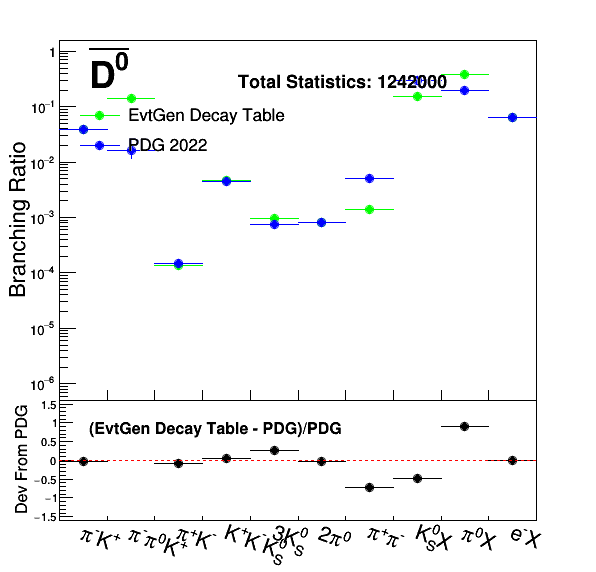 D⁰
Total Statistics: 1242000
EvtGen Decay Table
PDG 2022
Branching Ratio
1
10⁻¹
10⁻²
10⁻³
10⁻⁴
10⁻⁵
10⁻⁶
(EvtGen Decay Table - PDG)/PDG
Dev From PDG
1.5
1
0.5
0
−0.5
−1
−1.5
π⁻K⁺ π⁻π⁰K⁺ π⁺K⁻ K⁺K⁻K⁰S 3K⁰S 2π⁰ π⁺π⁻ K⁰SX π⁰X e⁻X